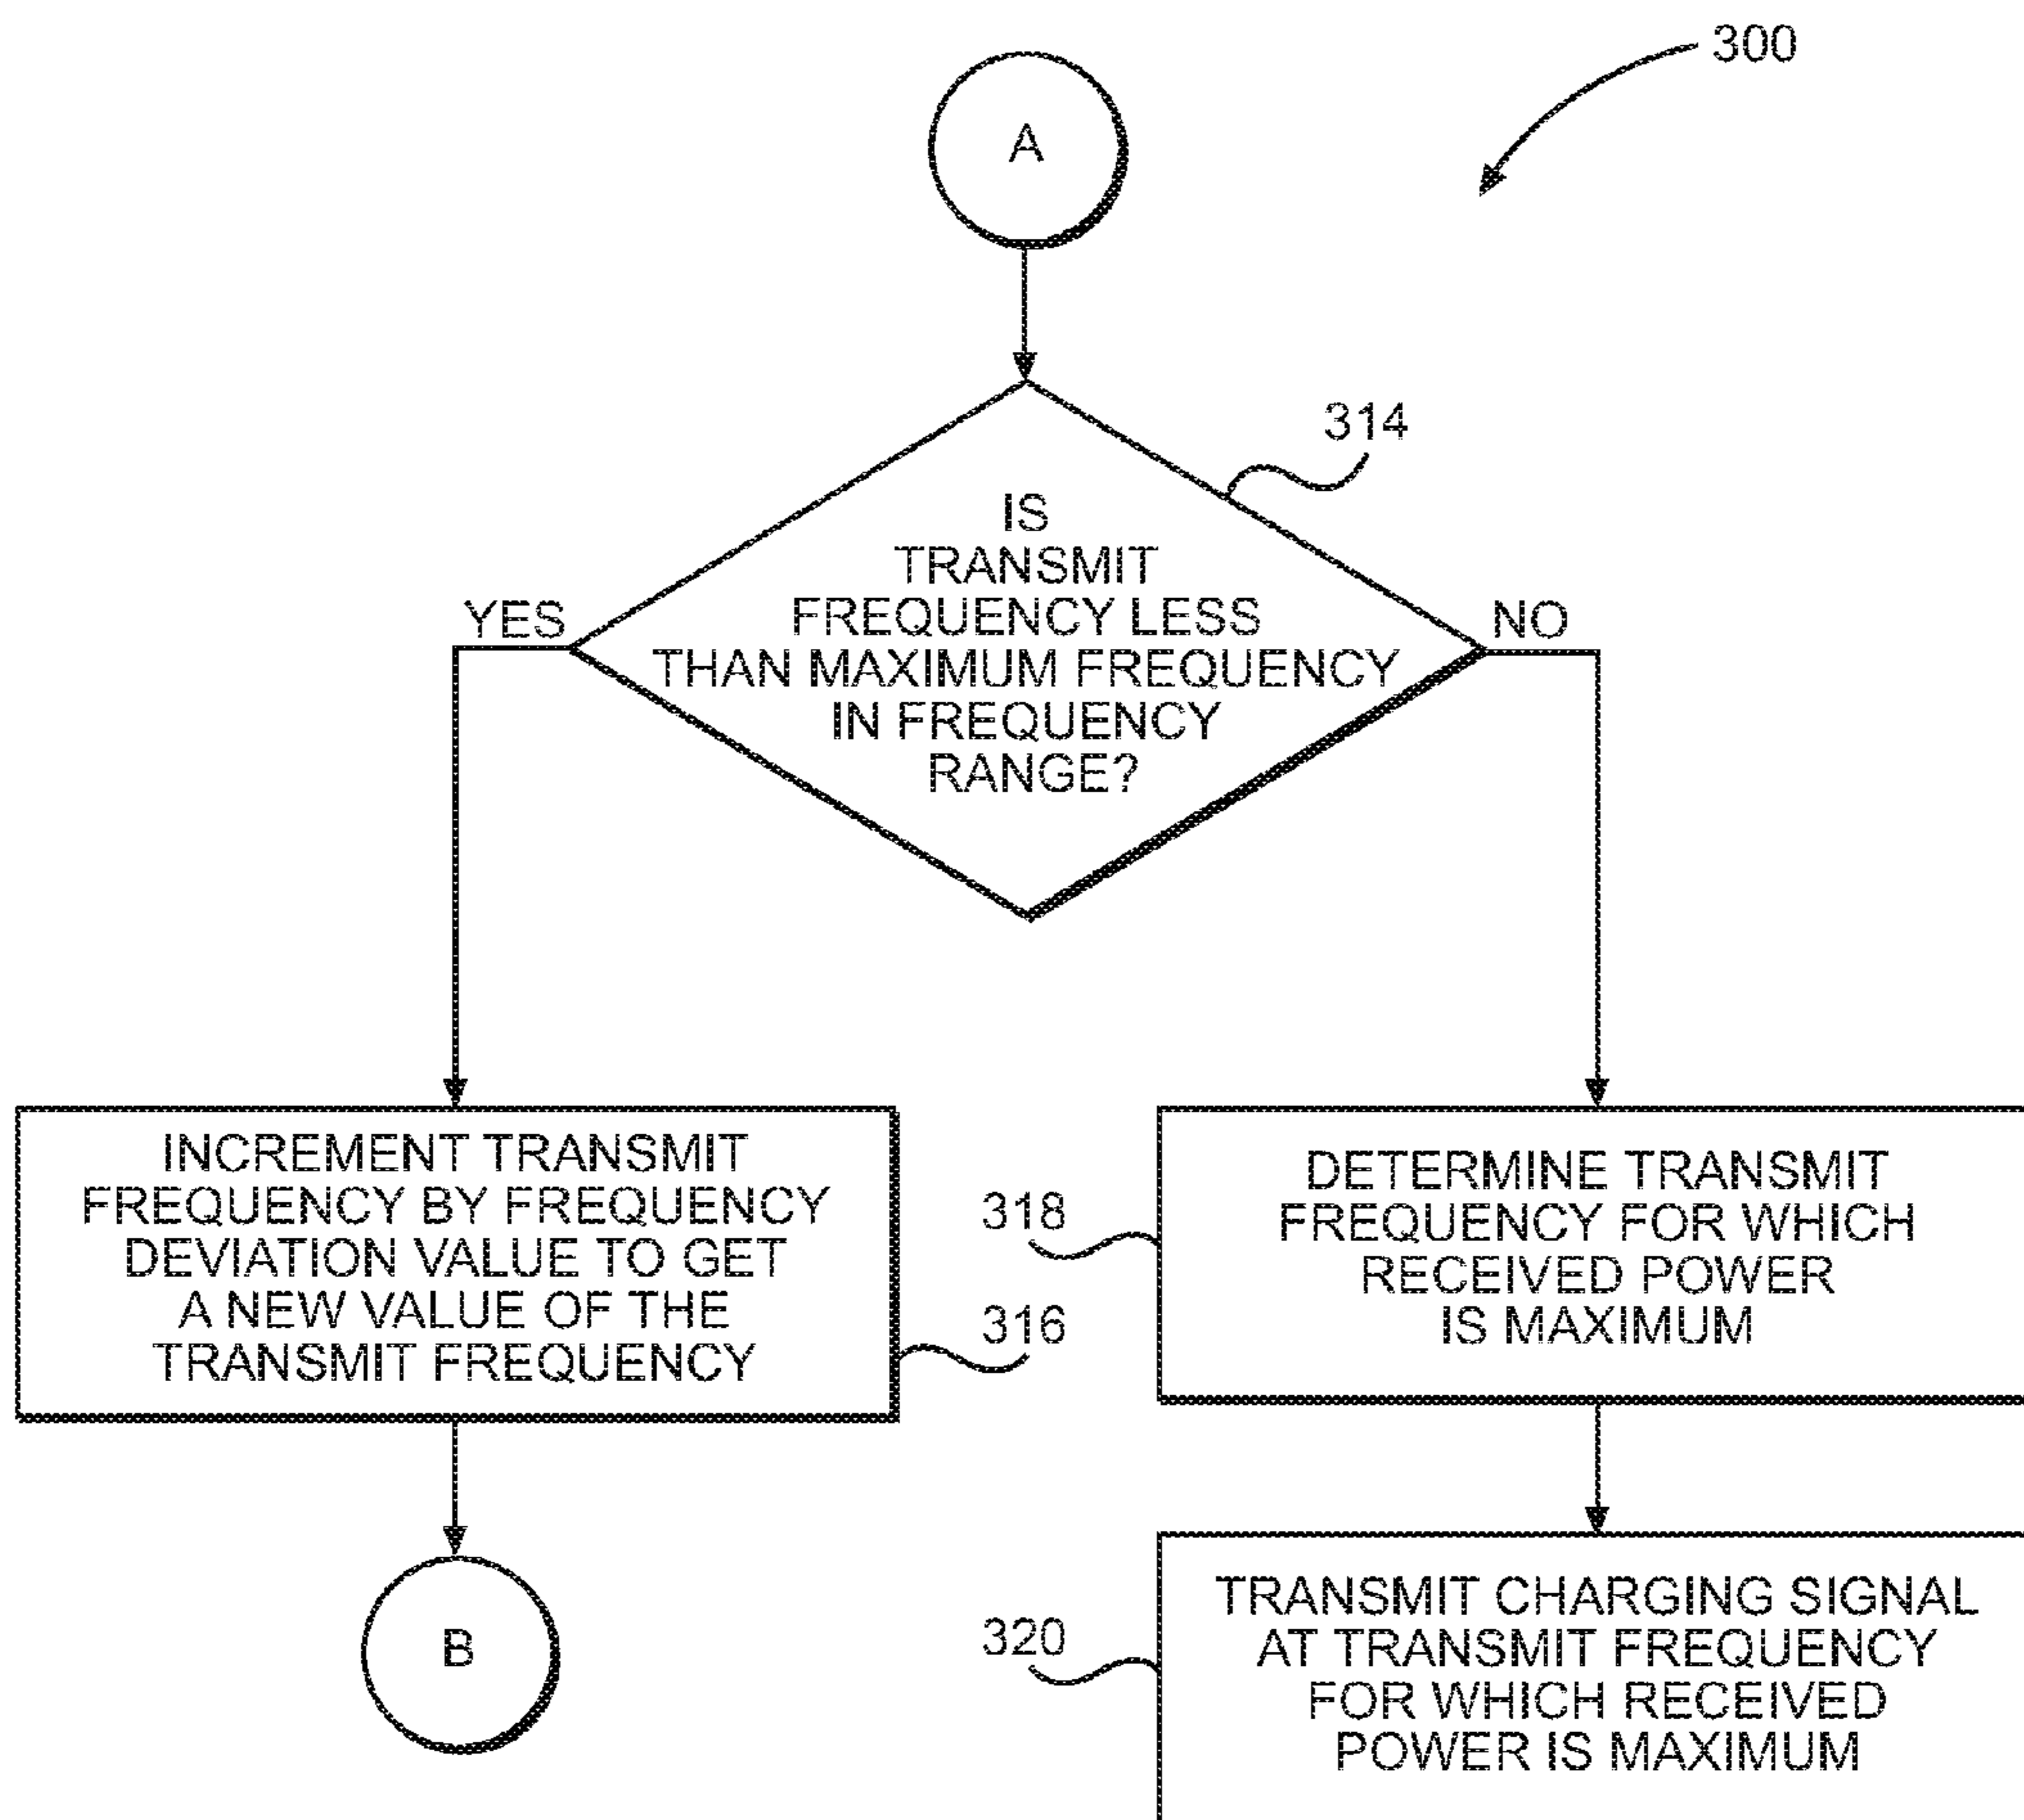 300
A
314
IS
TRANSMIT
FREQUENCY LESS
THAN MAXIMUM FREQUENCY
IN FREQUENCY
RANGE?
YES
NO
INCREMENT TRANSMIT
FREQUENCY BY FREQUENCY
DEVIATION VALUE TO GET
A NEW VALUE OF THE
TRANSMIT FREQUENCY
316
318
DETERMINE TRANSMIT
FREQUENCY FOR WHICH
RECEIVED POWER
IS MAXIMUM
B
320
TRANSMIT CHARGING SIGNAL
AT TRANSMIT FREQUENCY
FOR WHICH RECEIVED
POWER IS MAXIMUM